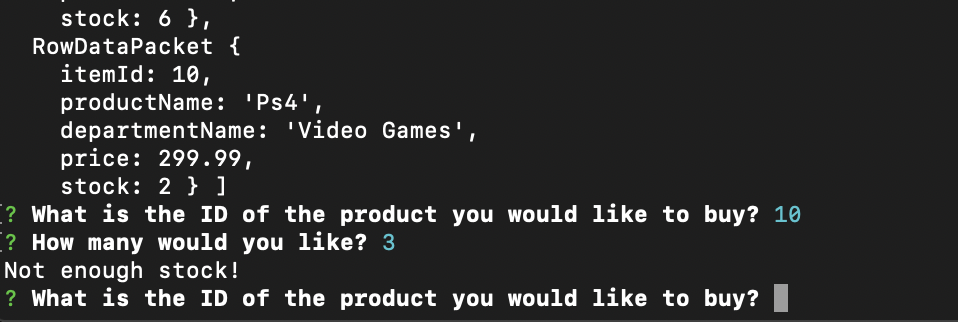 stock: 6 },
RowDataPacket {
itemId: 10,
productName: 'Ps4',
departmentName: 'Video Games',
price: 299.99,
stock: 2 } ]
? What is the ID of the product you would like to buy? 10
? How many would you like? 3
Not enough stock!
? What is the ID of the product you would like to buy?